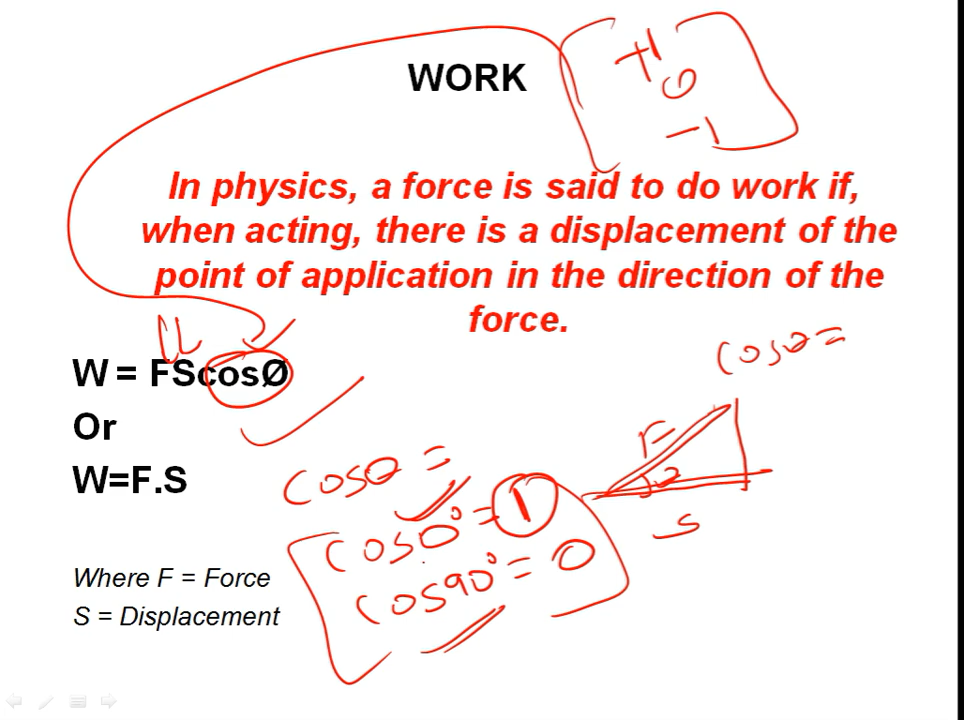 WORK
+1
0
-1
In physics, a force is said to do work if,
when acting, there is a displacement of the
point of application in the direction of the
force.
W = FScosØ
Or
W=F.S
cosθ =
F
θ
S
cosθ =
cos0° = 1
cos90° = 0
Where F = Force
S = Displacement